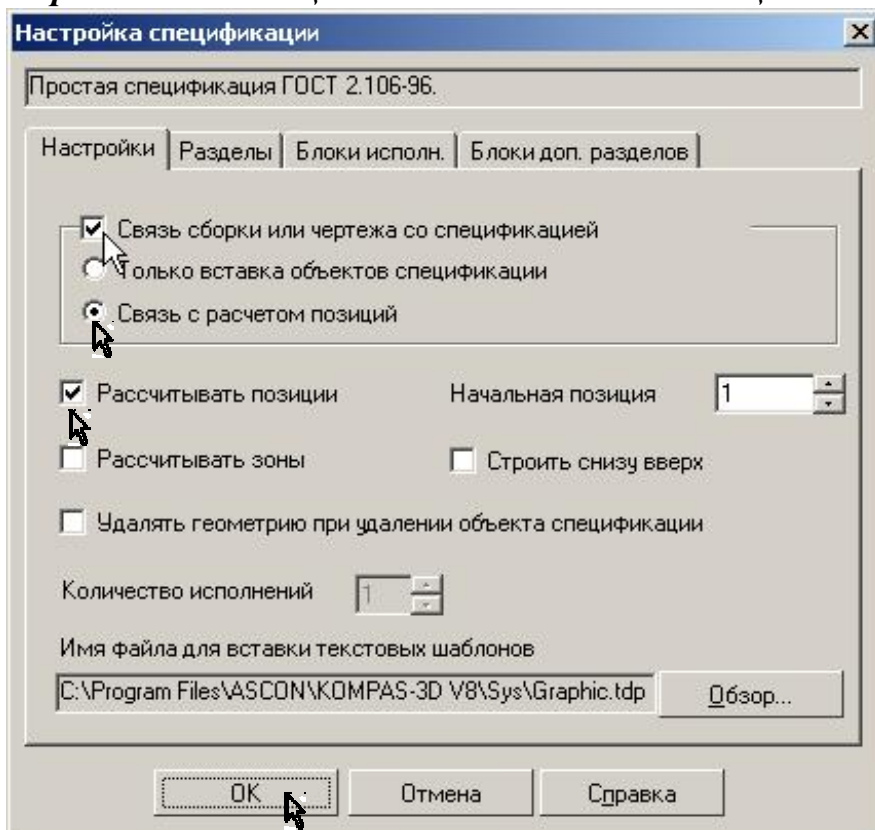 Настройка спецификации
Простая спецификация ГОСТ 2.106-96.
Настройки Разделы Блоки исполн. Блоки доп. разделов
Связь сборки или чертежа со спецификацией
Только вставка объектов спецификации
Связь с расчетом позиций
Рассчитывать позиции Начальная позиция 1
Рассчитывать зоны Строить снизу вверх
Удалять геометрию при удалении объекта спецификации
Количество исполнений 1
Имя файла для вставки текстовых шаблонов
C:\Program Files\ASCON\KOMPAS-3D V8\Sys\Graphic.tdp Обзор...
OK Отмена Справка